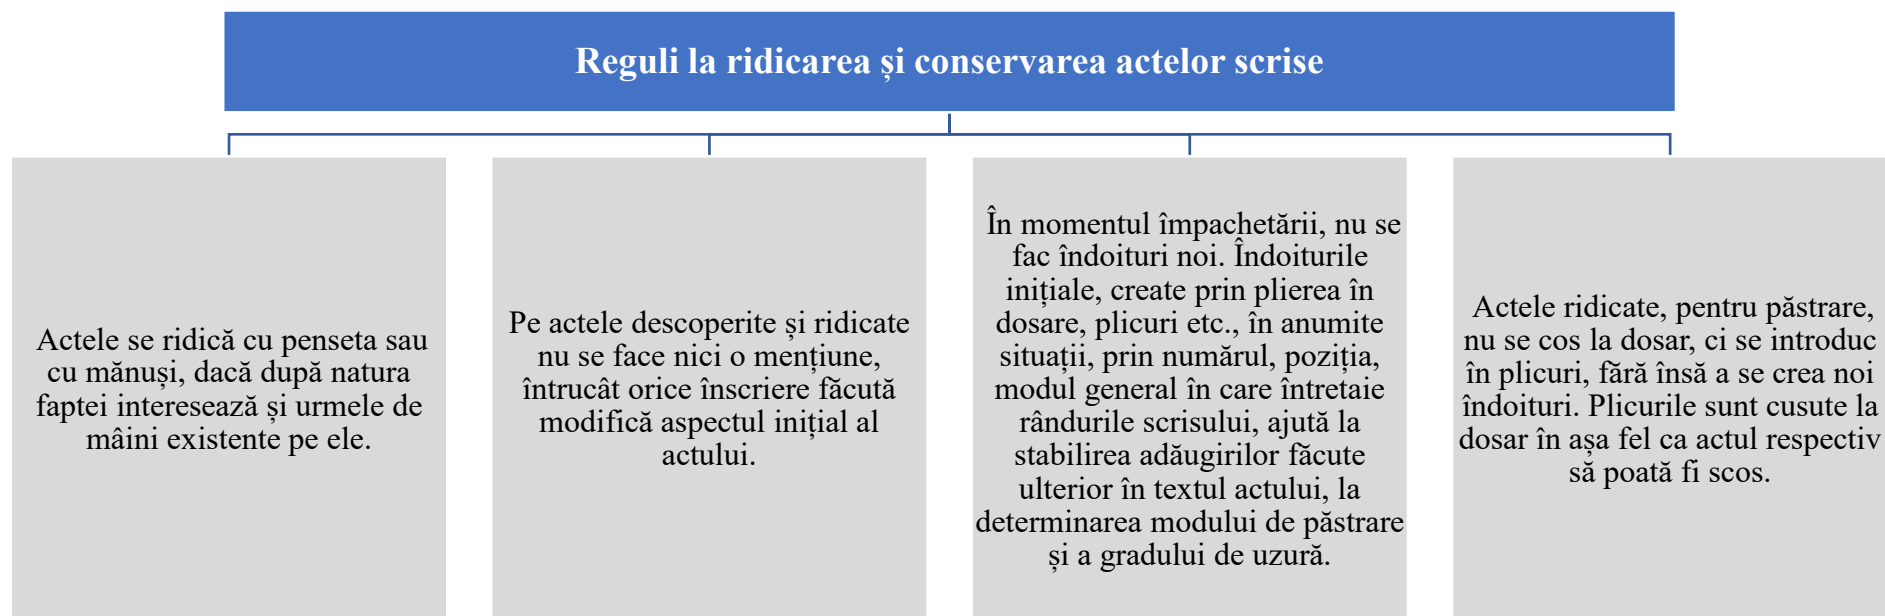 Reguli la ridicarea și conservarea actelor scrise
Actele se ridică cu penseta sau
cu mănuși, dacă după natura
faptei interesează și urmele de
mâini existente pe ele.
Pe actele descoperite și ridicate
nu se face nici o mențiune,
întrucât orice înscriere făcută
modifică aspectul inițial al
actului.
În momentul împachetării, nu se
fac îndoituri noi. Îndoiturile
inițiale, create prin plierea în
dosare, plicuri etc., în anumite
situații, prin numărul, poziția,
modul general în care întretaie
rândurile scrisului, ajută la
stabilirea adăugirilor făcute
ulterior în textul actului, la
determinarea modului de păstrare
și a gradului de uzură.
Actele ridicate, pentru păstrare,
nu se cos la dosar, ci se introduc
în plicuri, fără însă a se crea noi
îndoituri. Plicurile sunt cusute la
dosar în așa fel ca actul respectiv
să poată fi scos.